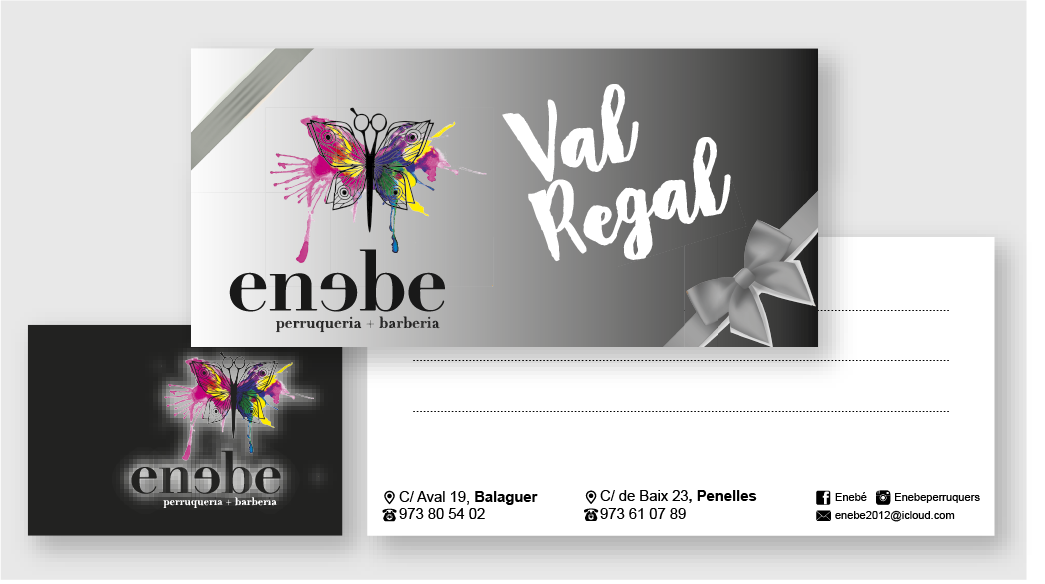 Val
Regal
enebe
perruqueria + barberia
enebe
perruqueria + barberia
C/ Aval 19, Balaguer
973 80 54 02
C/ de Baix 23, Penelles
973 61 07 89
Enebé Enebeperruquers
enebe2012@icloud.com